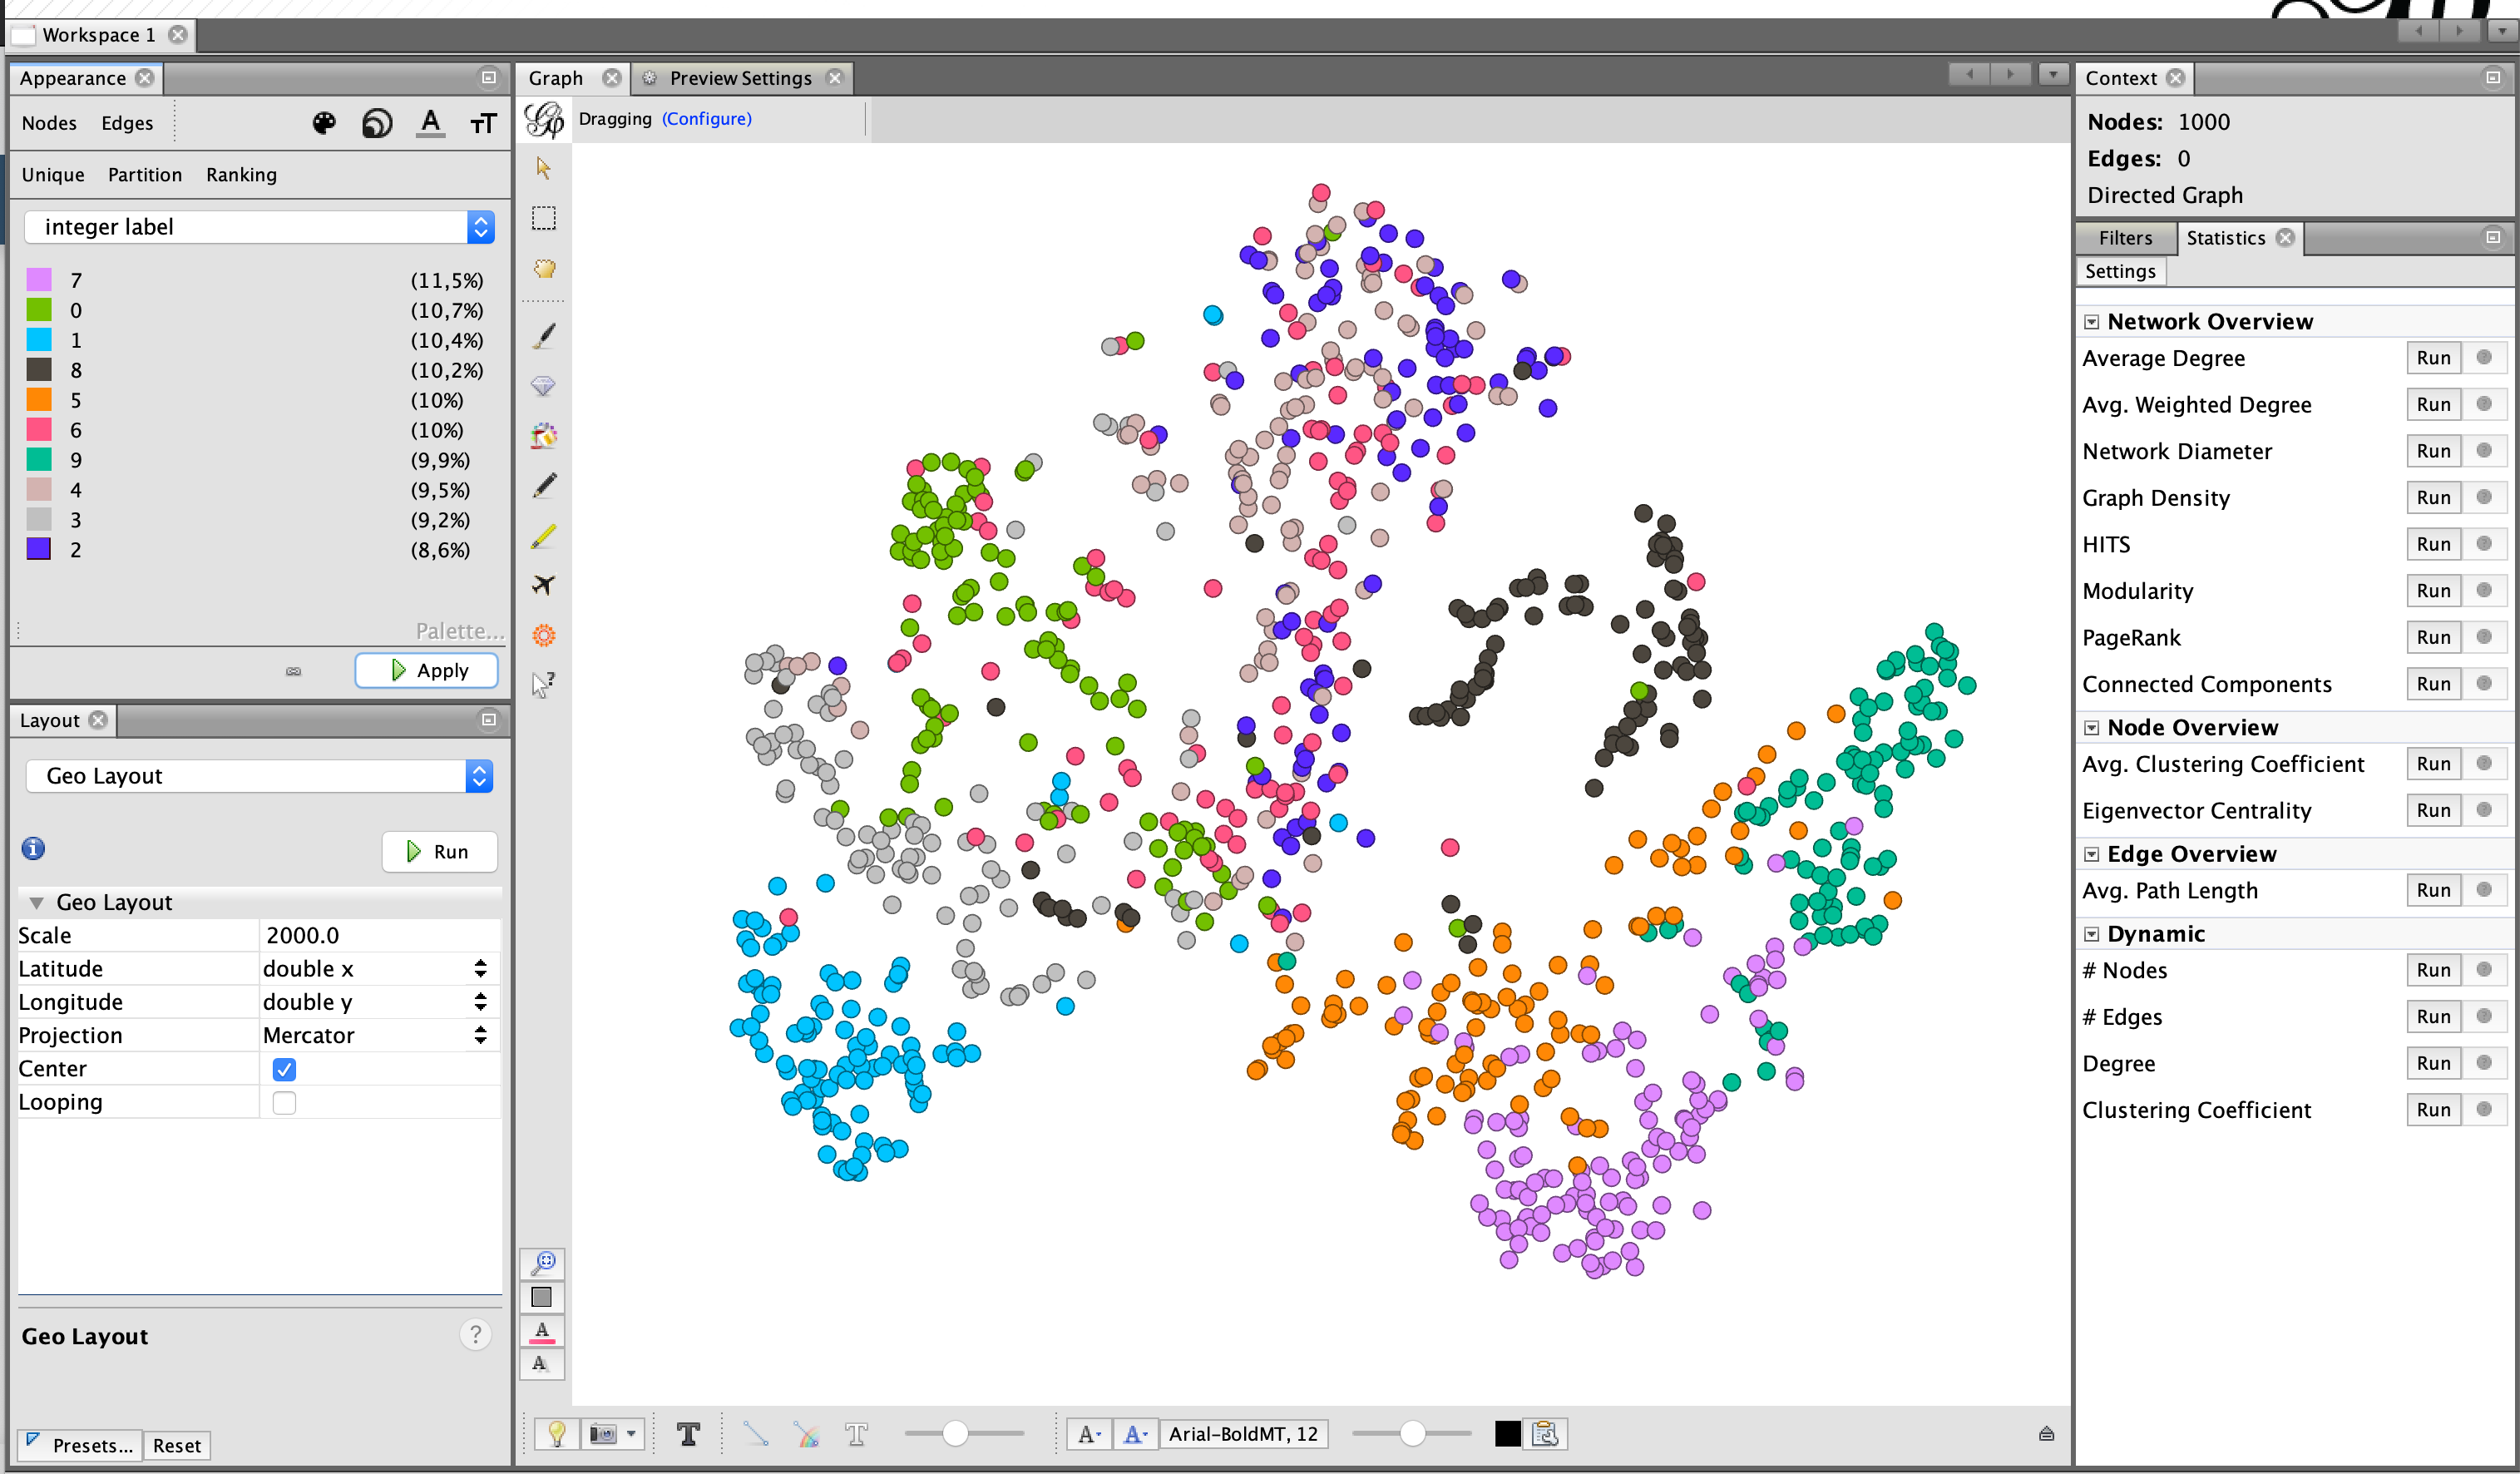 Workspace 1
Appearance
Nodes Edges
Unique Partition Ranking
integer label
7 (11,5%)
0 (10,7%)
1 (10,4%)
8 (10,2%)
5 (10%)
6 (10%)
9 (9,9%)
4 (9,5%)
3 (9,2%)
2 (8,6%)
Palette...
Apply
Layout
Geo Layout
Run
Geo Layout
Scale 2000.0
Latitude double x
Longitude double y
Projection Mercator
Center
Looping
Geo Layout
Presets... Reset
Graph Preview Settings
Dragging (Configure)
Arial-BoldMT, 12
Context
Nodes: 1000
Edges: 0
Directed Graph
Filters Statistics
Settings
Network Overview
Average Degree Run
Avg. Weighted Degree Run
Network Diameter Run
Graph Density Run
HITS Run
Modularity Run
PageRank Run
Connected Components Run
Node Overview
Avg. Clustering Coefficient Run
Eigenvector Centrality Run
Edge Overview
Avg. Path Length Run
Dynamic
# Nodes Run
# Edges Run
Degree Run
Clustering Coefficient Run